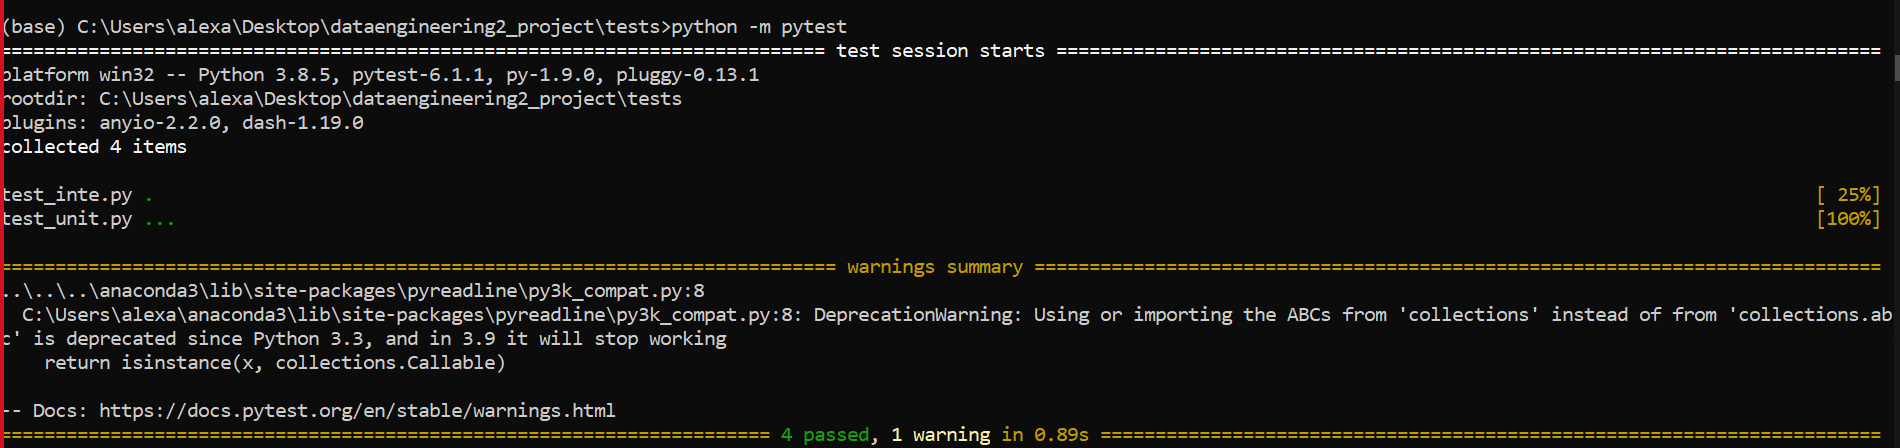 (base) C:\Users\alexa\Desktop\dataengineering2_project\tests>python -m pytest
=========================================================================== test session starts ===========================================================================
platform win32 -- Python 3.8.5, pytest-6.1.1, py-1.9.0, pluggy-0.13.1
rootdir: C:\Users\alexa\Desktop\dataengineering2_project\tests
plugins: anyio-2.2.0, dash-1.19.0
collected 4 items
test_inte.py . [ 25%]
test_unit.py ... [100%]
============================================================================ warnings summary =============================================================================
..\..\..\anaconda3\lib\site-packages\pyreadline\py3k_compat.py:8
C:\Users\alexa\anaconda3\lib\site-packages\pyreadline\py3k_compat.py:8: DeprecationWarning: Using or importing the ABCs from 'collections' instead of from 'collections.ab
c' is deprecated since Python 3.3, and in 3.9 it will stop working
return isinstance(x, collections.Callable)
-- Docs: https://docs.pytest.org/en/stable/warnings.html
====================================================================== 4 passed, 1 warning in 0.89s =======================================================================